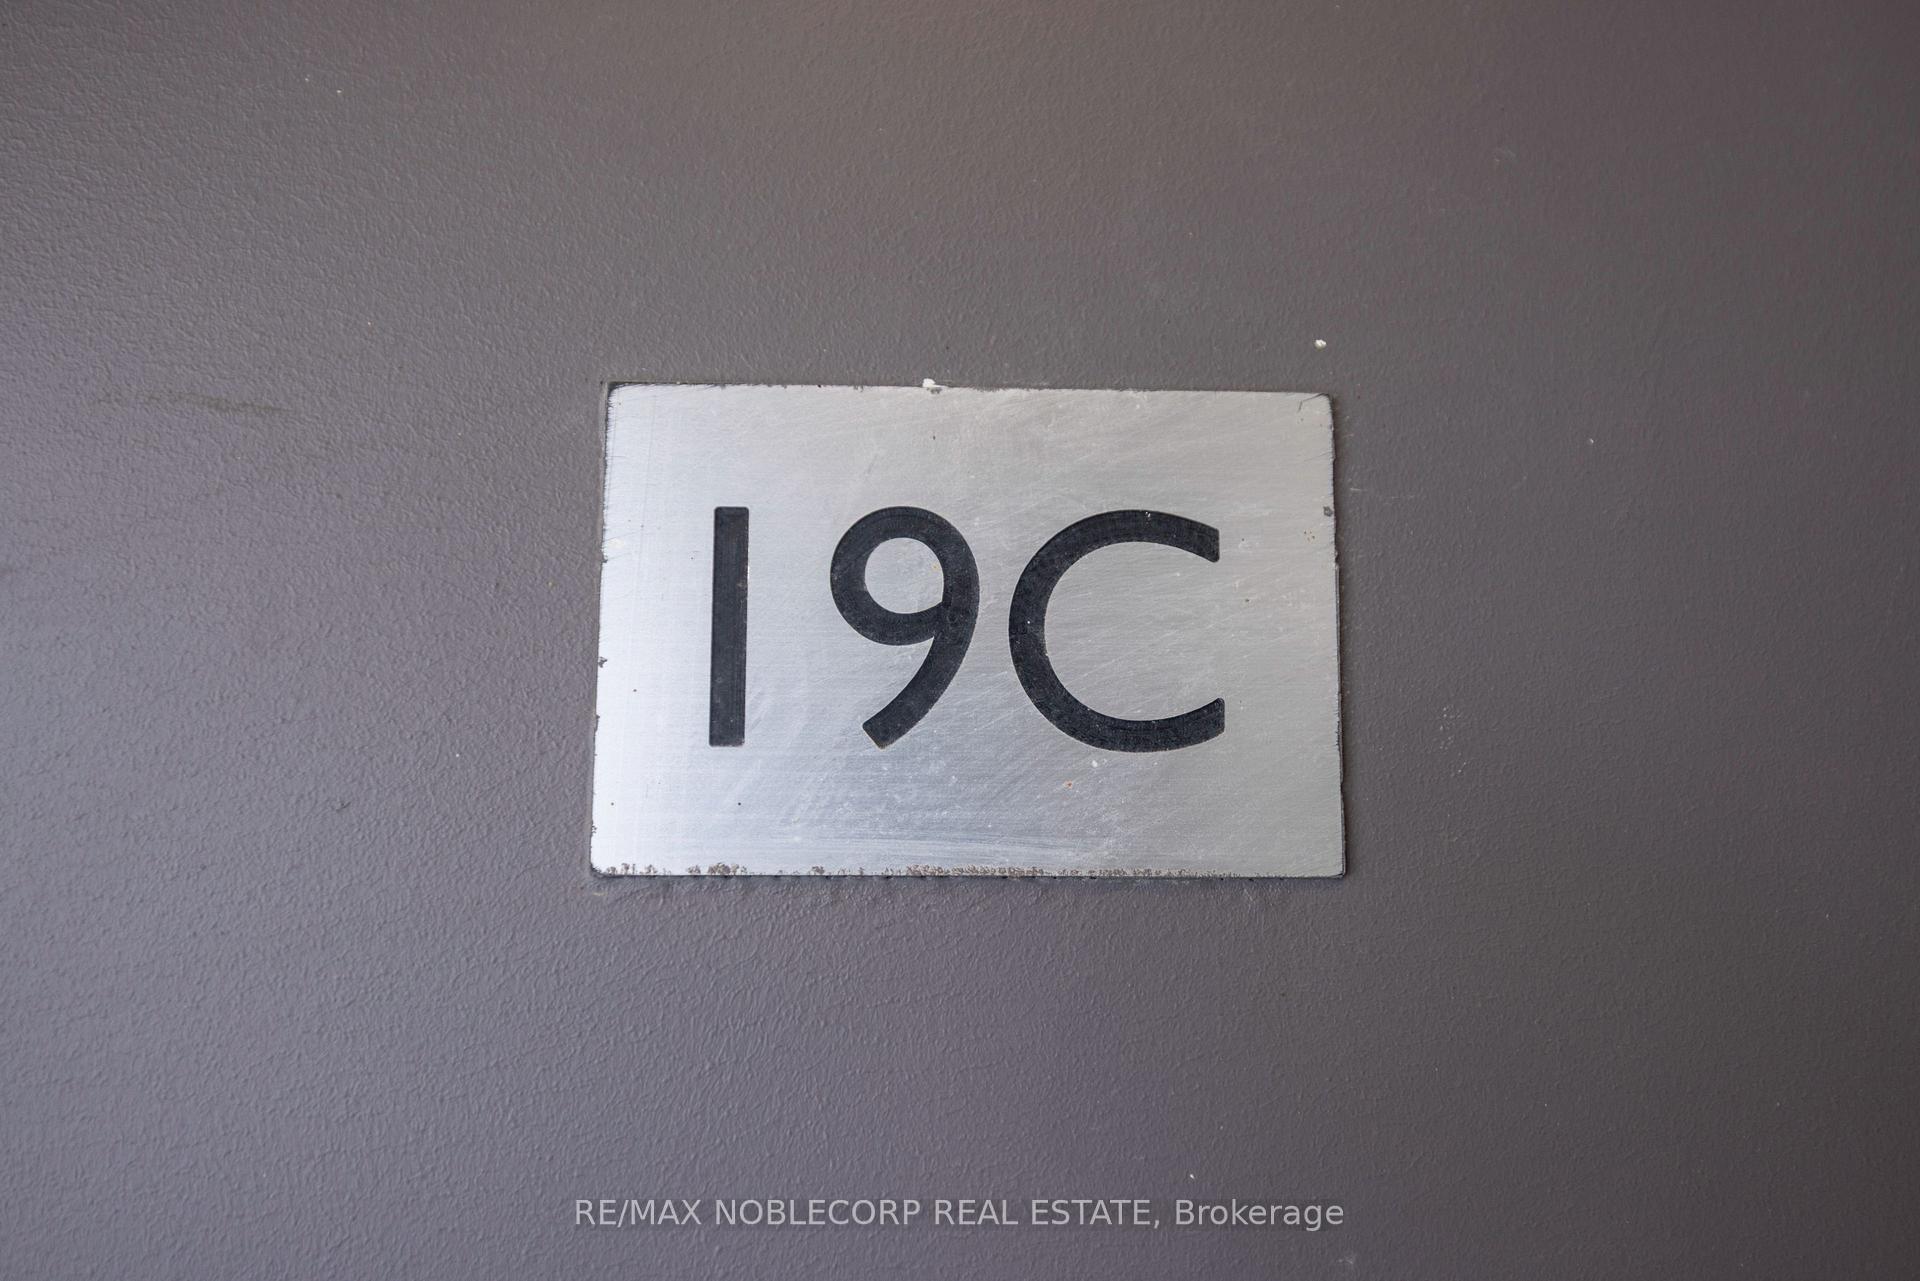 19C
RE/MAX NOBLECORP REAL ESTATE, Brokerage